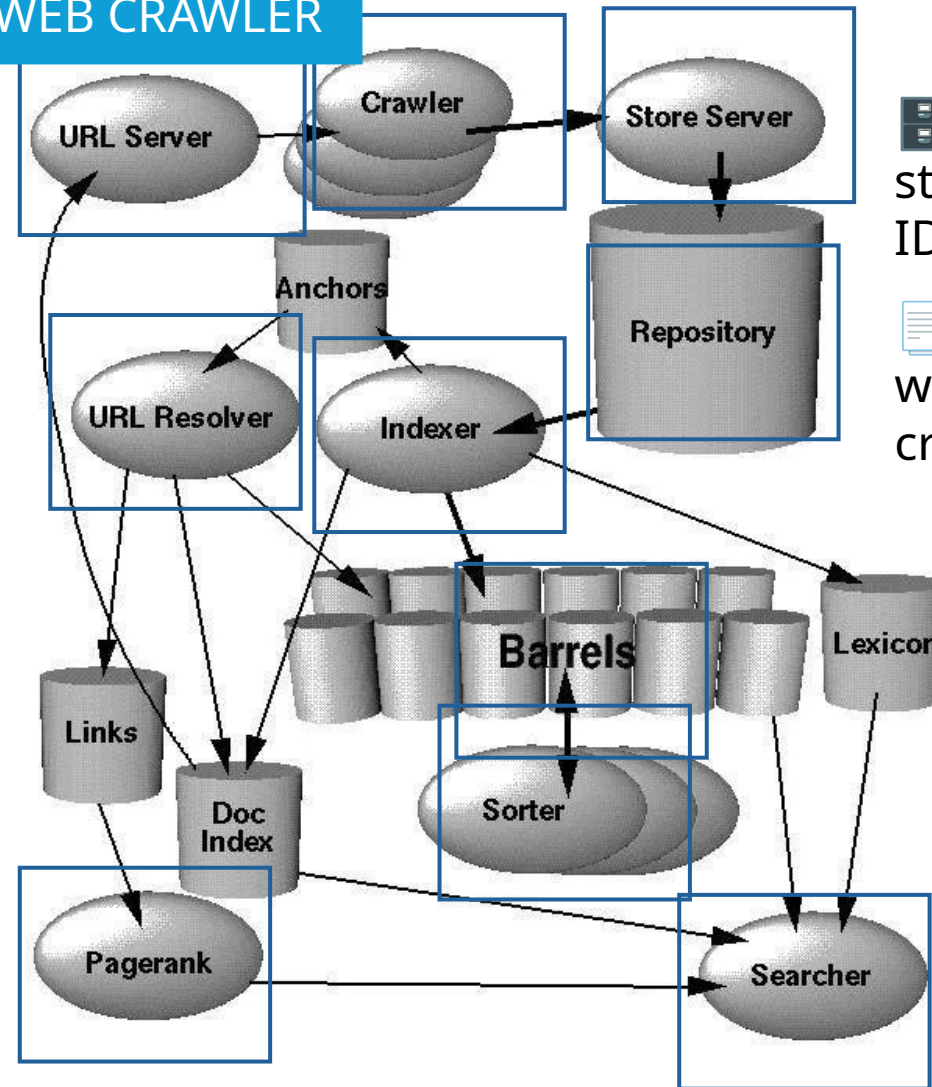 WEB CRAWLER
URL Server
Crawler
Store Server
Anchors
Repository
URL Resolver
Indexer
Barrels
Lexicon
Links
Sorter
Doc
Index
Pagerank
Searcher
st
ID
w
cr